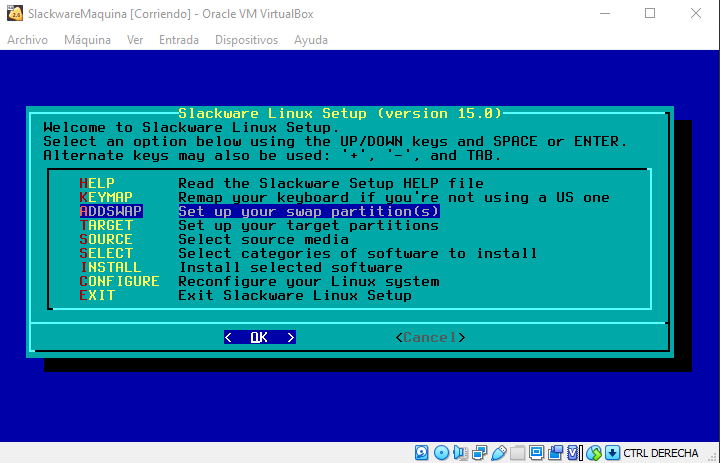 SlackwareMaquina [Corriendo] - Oracle VM VirtualBox
Archivo Máquina Ver Entrada Dispositivos Ayuda
Slackware Linux Setup (version 15.0)
Welcome to Slackware Linux Setup.
Select an option below using the UP/DOWN keys and SPACE or ENTER.
Alternate keys may also be used: '+', '-', and TAB.
HELP Read the Slackware Setup HELP file
KEYMAP Remap your keyboard if you're not using a US one
ADDSWAP Set up your swap partition(s)
TARGET Set up your target partitions
SOURCE Select source media
SELECT Select categories of software to install
INSTALL Install selected software
CONFIGURE Reconfigure your Linux system
EXIT Exit Slackware Linux Setup
< OK > <Cancel>
CTRL DERECHA